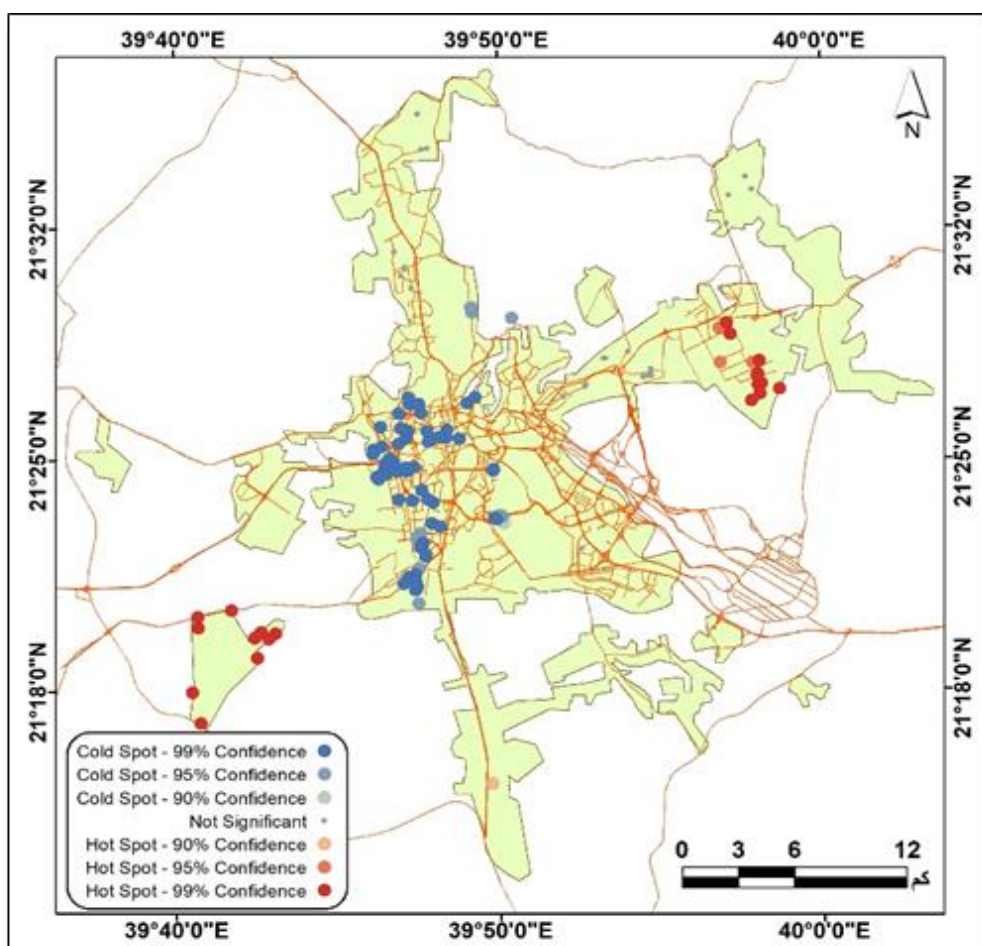 39°40'0"E 39°50'0"E 40°0'0"E
N
21°32'0"N 21°32'0"N
21°25'0"N 21°25'0"N
21°18'0"N 21°18'0"N
Cold Spot - 99% Confidence
Cold Spot - 95% Confidence
Cold Spot - 90% Confidence
Not Significant
Hot Spot - 90% Confidence
Hot Spot - 95% Confidence
Hot Spot - 99% Confidence
0 3 6 12
كم
39°40'0"E 39°50'0"E 40°0'0"E